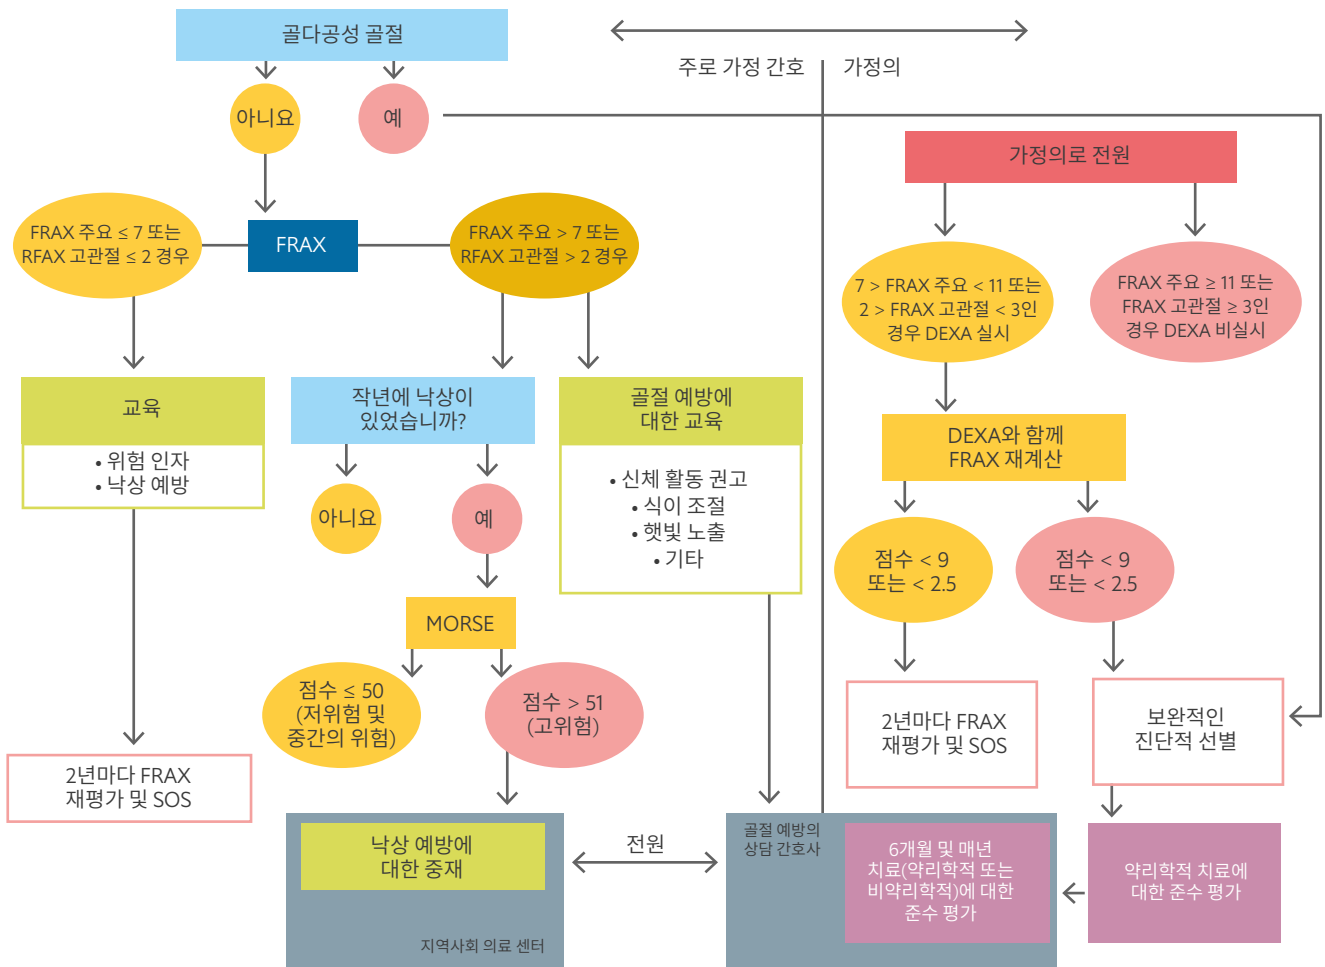 골다공성 골절
주로 가정 간호
가정의
아니요
예
가정의로 전원
FRAX 주요 ≤ 7 또는
RFAX 고관절 ≤ 2 경우
FRAX
FRAX 주요 > 7 또는
RFAX 고관절 > 2 경우
7 > FRAX 주요 < 11 또는
2 > FRAX 고관절 < 3인
경우 DEXA 실시
FRAX 주요 ≥ 11 또는
FRAX 고관절 ≥ 3인
경우 DEXA 비실시
교육
• 위험 인자
• 낙상 예방
작년에 낙상이
있었습니까?
골절 예방에
대한 교육
• 신체 활동 권고
• 식이 조절
• 햇빛 노출
• 기타
DEXA와 함께
FRAX 재계산
아니요
예
점수 < 9
또는 < 2.5
점수 < 9
또는 < 2.5
MORSE
점수 ≤ 50
(저위험 및
중간의 위험)
점수 > 51
(고위험)
2년마다 FRAX
재평가 및 SOS
보완적인
진단적 선별
2년마다 FRAX
재평가 및 SOS
낙상 예방에
대한 중재
지역사회 의료 센터
전원
골절 예방의
상담 간호사
6개월 및 매년
치료(약리학적 또는
비약리학적)에 대한
준수 평가
약리학적 치료에
대한 준수 평가